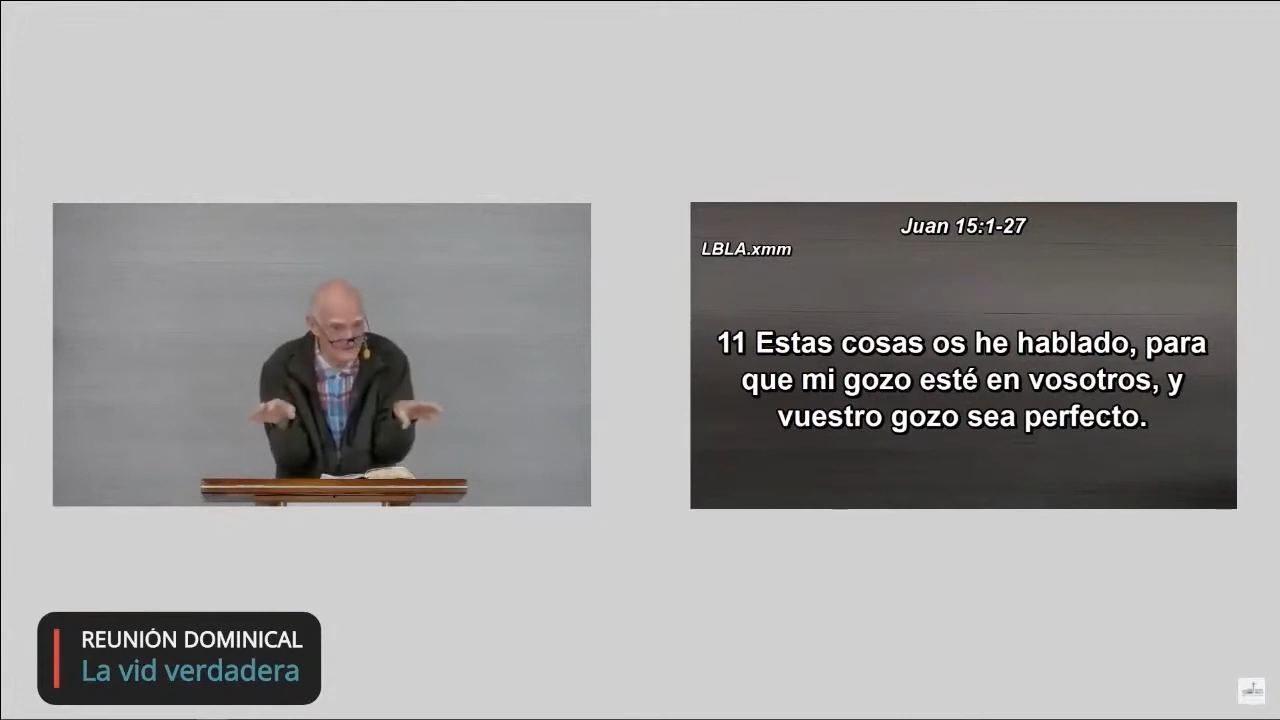 Juan 15:1-27
LBLA.xmm
11 Estas cosas os he hablado, para
que mi gozo esté en vosotros, y
vuestro gozo sea perfecto.
REUNIÓN DOMINICAL
La vid verdadera